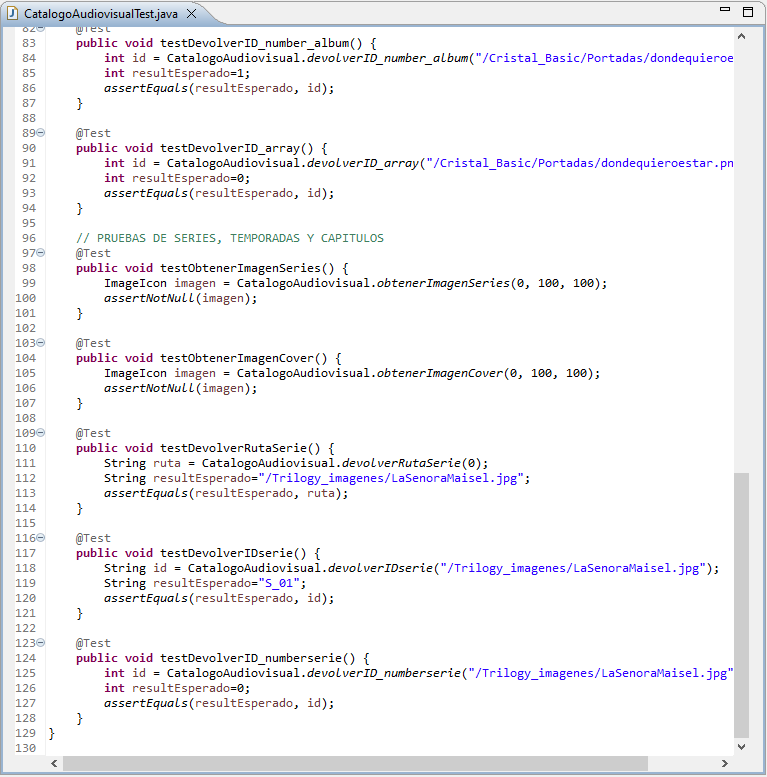 CatalogoAudiovisualTest.java
82 @Test
83 public void testDevolverID_number_album() {
84 int id = CatalogoAudiovisual.devolverID_number_album("/Cristal_Basic/Portadas/dondequieroe
85 int resultEsperado=1;
86 assertEquals(resultEsperado, id);
87 }
88
89 @Test
90 public void testDevolverID_array() {
91 int id = CatalogoAudiovisual.devolverID_array("/Cristal_Basic/Portadas/dondequieroestar.pn
92 int resultEsperado=0;
93 assertEquals(resultEsperado, id);
94 }
95
96 // PRUEBAS DE SERIES, TEMPORADAS Y CAPITULOS
97 @Test
98 public void testObtenerImagenSeries() {
99 ImageIcon imagen = CatalogoAudiovisual.obtenerImagenSeries(0, 100, 100);
100 assertNotNull(imagen);
101 }
102
103 @Test
104 public void testObtenerImagenCover() {
105 ImageIcon imagen = CatalogoAudiovisual.obtenerImagenCover(0, 100, 100);
106 assertNotNull(imagen);
107 }
108
109 @Test
110 public void testDevolverRutaSerie() {
111 String ruta = CatalogoAudiovisual.devolverRutaSerie(0);
112 String resultEsperado="/Trilogy_imagenes/LaSenoraMaisel.jpg";
113 assertEquals(resultEsperado, ruta);
114 }
115
116 @Test
117 public void testDevolverIDserie() {
118 String id = CatalogoAudiovisual.devolverIDserie("/Trilogy_imagenes/LaSenoraMaisel.jpg");
119 String resultEsperado="S_01";
120 assertEquals(resultEsperado, id);
121 }
122
123 @Test
124 public void testDevolverID_numberserie() {
125 int id = CatalogoAudiovisual.devolverID_numberserie("/Trilogy_imagenes/LaSenoraMaisel.jpg"
126 int resultEsperado=0;
127 assertEquals(resultEsperado, id);
128 }
129 }
130